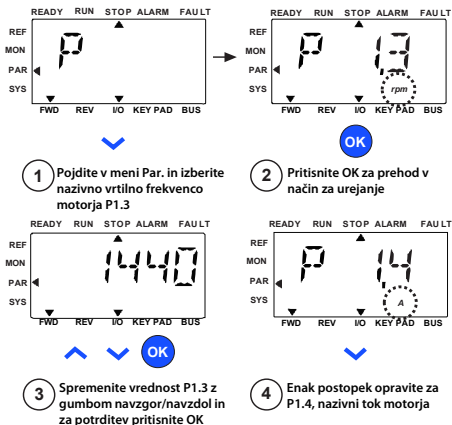 READY RUN STOP ALARM FAULT
REF
MON
PAR
SYS
P
FWD REV I/O KEYPAD BUS
READY RUN STOP ALARM FAULT
REF
MON
PAR
SYS
P 1.3
rpm
FWD REV I/O KEYPAD BUS
OK
1 Pojdite v meni Par. in izberite
nazivno vrtilno frekvenco
motorja P1.3
2 Pritisnite OK za prehod v
način za urejanje
READY RUN STOP ALARM FAULT
REF
MON
PAR
SYS
1440
FWD REV I/O KEYPAD BUS
OK
READY RUN STOP ALARM FAULT
REF
MON
PAR
SYS
P 1.4
A
FWD REV I/O KEYPAD BUS
3 Spremenite vrednost P1.3 z
gumbom navzgor/navzdol in
za potrditev pritisnite OK
4 Enak postopek opravite za
P1.4, nazivni tok motorja